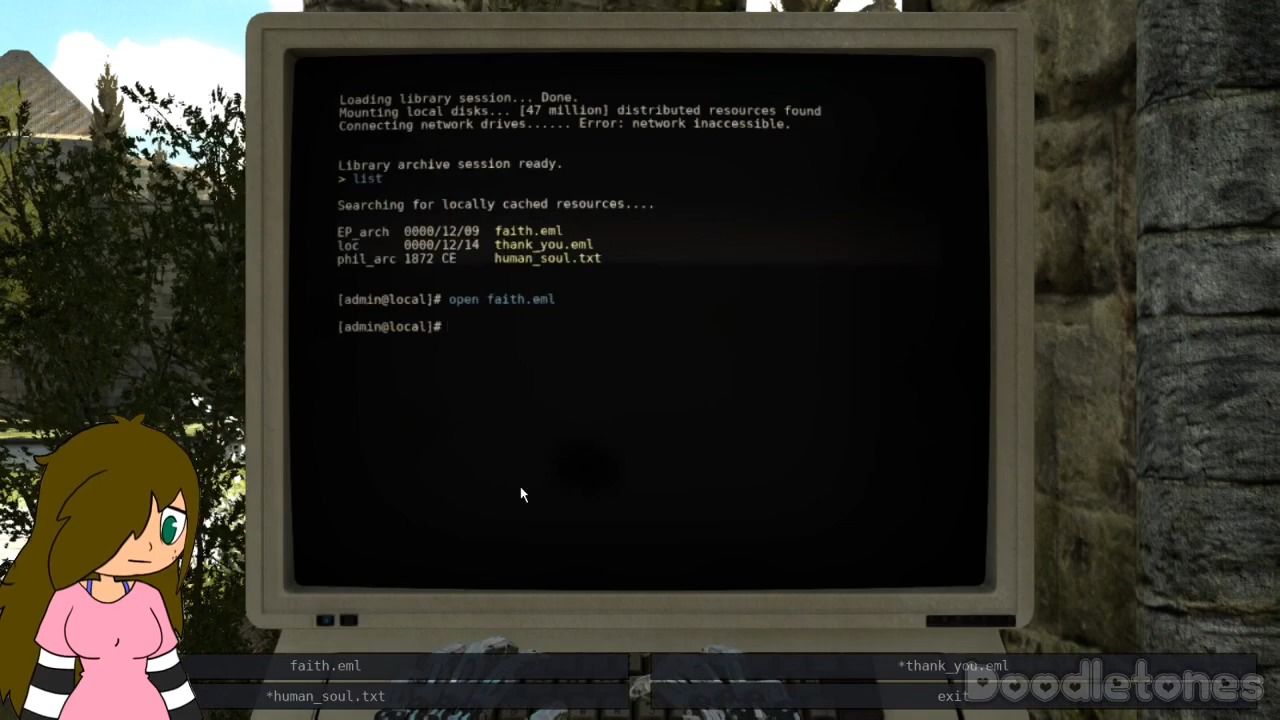 Loading library session... Done.
Mounting local disks... [47 million] distributed resources found
Connecting network drives...... Error: network inaccessible.
Library archive session ready.
> list
Searching for locally cached resources....
EP_arch 0000/12/09 faith.eml
loc 0000/12/14 thank_you.eml
phil_arc 1872 CE human_soul.txt
[admin@local]# open faith.eml
[admin@local]#
faith.eml *thank_you.eml
*human_soul.txt exit
Doodletones